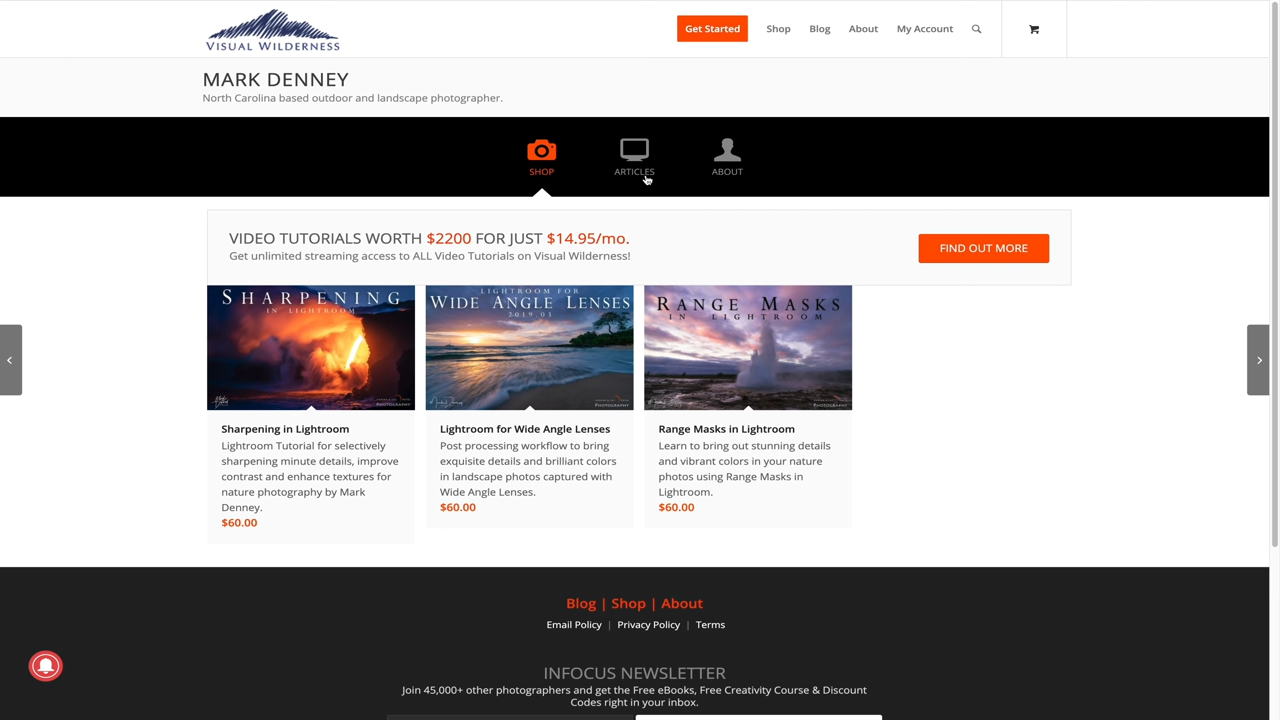 VISUAL WILDERNESS
Get Started
Shop
Blog
About
My Account
MARK DENNEY
North Carolina based outdoor and landscape photographer.
SHOP
ARTICLES
ABOUT
VIDEO TUTORIALS WORTH $2200 FOR JUST $14.95/mo.
Get unlimited streaming access to ALL Video Tutorials on Visual Wilderness!
FIND OUT MORE
SHARPENING
IN LIGHTROOM
PHOTOGRAPHY
LIGHTROOM FOR
WIDE ANGLE LENSES
2019.03
PHOTOGRAPHY
RANGE MASKS
IN LIGHTROOM
PHOTOGRAPHY
Sharpening in Lightroom
Lightroom Tutorial for selectively
sharpening minute details, improve
contrast and enhance textures for
nature photography by Mark
Denney.
$60.00
Lightroom for Wide Angle Lenses
Post processing workflow to bring
exquisite details and brilliant colors
in landscape photos captured with
Wide Angle Lenses.
$60.00
Range Masks in Lightroom
Learn to bring out stunning details
and vibrant colors in your nature
photos using Range Masks in
Lightroom.
$60.00
Blog | Shop | About
Email Policy | Privacy Policy | Terms
INFOCUS NEWSLETTER
Join 45,000+ other photographers and get the Free eBooks, Free Creativity Course & Discount
Codes right in your inbox.